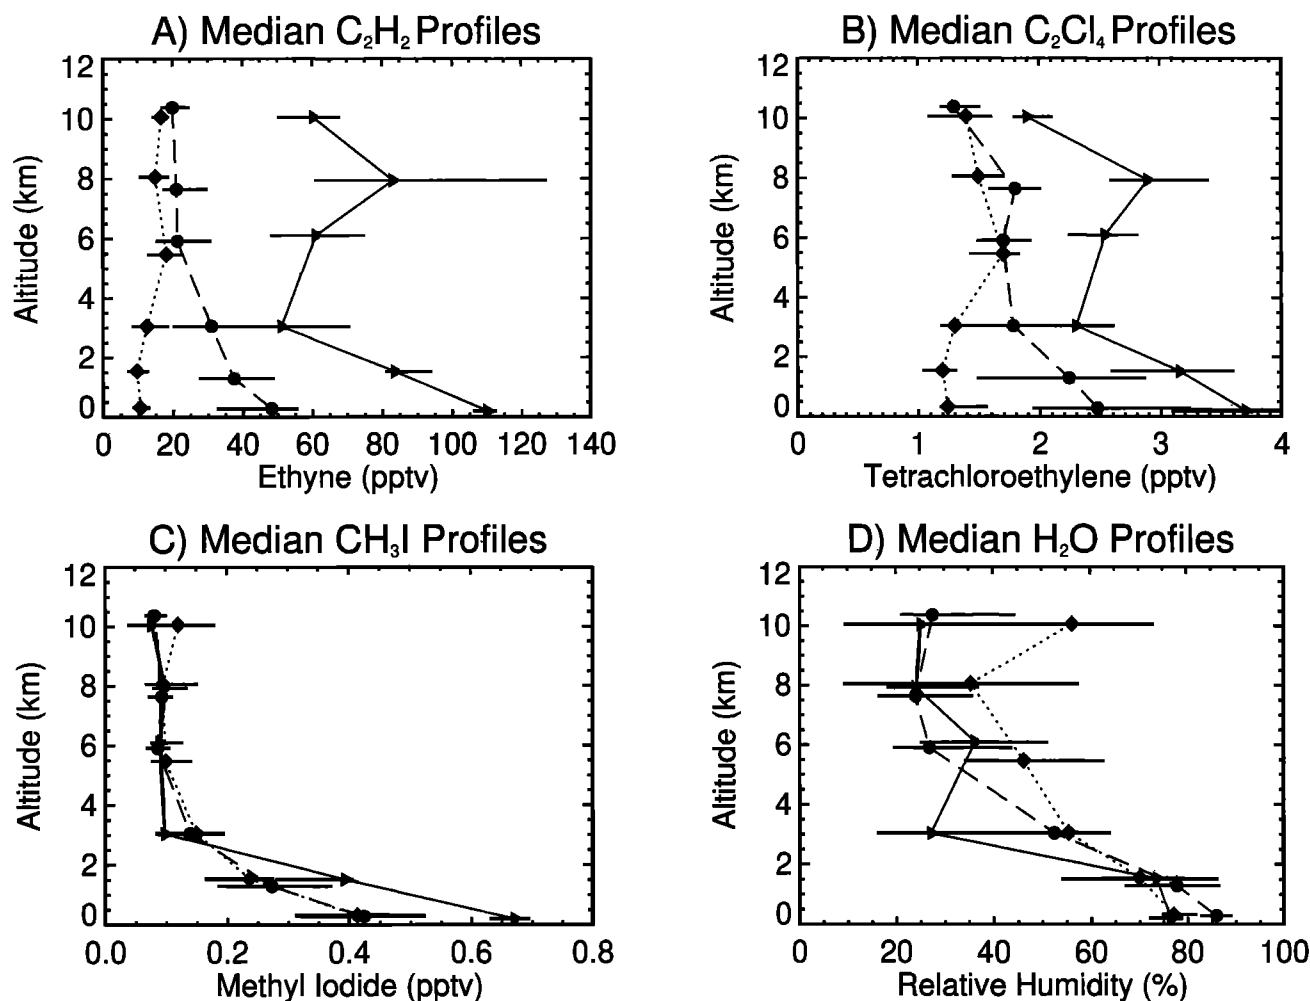 A) Median C₂H₂ Profiles
12
10
8
6
4
2
0
Altitude (km)
0 20 40 60 80 100 120 140
Ethyne (pptv)
B) Median C₂Cl₄ Profiles
12
10
8
6
4
2
0
Altitude (km)
0 1 2 3 4
Tetrachloroethylene (pptv)
C) Median CH₃I Profiles
12
10
8
6
4
2
0
Altitude (km)
0.0 0.2 0.4 0.6 0.8
Methyl Iodide (pptv)
D) Median H₂O Profiles
12
10
8
6
4
2
0
Altitude (km)
0 20 40 60 80 100
Relative Humidity (%)